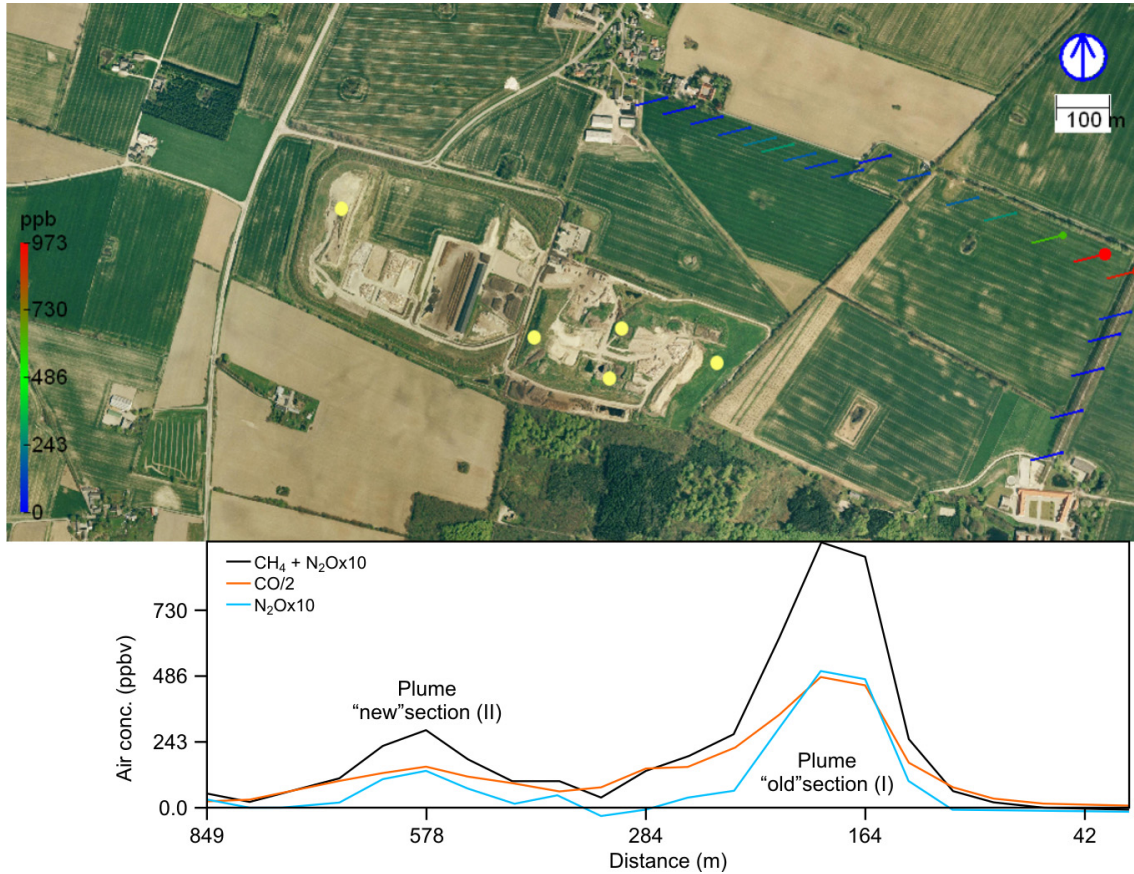 100 m
ppb
973
730
486
243
0
CH₄ + N₂Ox10
CO/2
N₂Ox10
730
486
243
0.0
Air conc. (ppbv)
Plume
“new”section (II)
Plume
“old”section (I)
849 578 284 164 42
Distance (m)